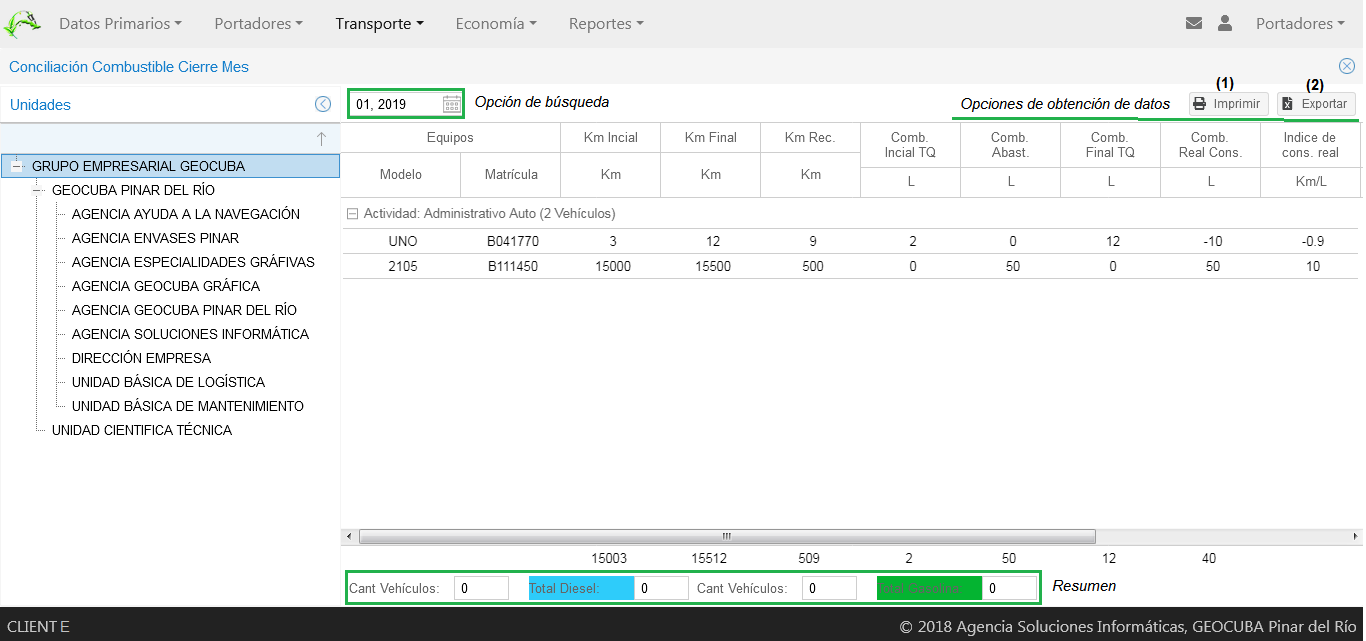 Datos Primarios Portadores Transporte Economía Reportes Portadores
Conciliación Combustible Cierre Mes
(1) (2)
Unidades
01, 2019 Opción de búsqueda Opciones de obtención de datos Imprimir Exportar
Equipos Km Incial Km Final Km Rec. Comb. Incial TQ Comb. Abast. Comb. Final TQ Comb. Real Cons. Indice de cons. real
Modelo Matrícula Km Km Km L L L L Km/L
GRUPO EMPRESARIAL GEOCUBA
GEOCUBA PINAR DEL RÍO
AGENCIA AYUDA A LA NAVEGACIÓN
AGENCIA ENVASES PINAR
AGENCIA ESPECIALIDADES GRÁFIVAS
AGENCIA GEOCUBA GRÁFICA
AGENCIA GEOCUBA PINAR DEL RÍO
AGENCIA SOLUCIONES INFORMÁTICA
DIRECCIÓN EMPRESA
UNIDAD BÁSICA DE LOGÍSTICA
UNIDAD BÁSICA DE MANTENIMIENTO
UNIDAD CIENTIFICA TÉCNICA
Actividad: Administrativo Auto (2 Vehículos)
UNO B041770 3 12 9 2 0 12 -10 -0.9
2105 B111450 15000 15500 500 0 50 0 50 10
15003 15512 509 2 50 12 40
Cant Vehículos: 0 Total Diesel: 0 Cant Vehículos: 0 Total Gasolina: 0 Resumen
CLIENTE © 2018 Agencia Soluciones Informáticas, GEOCUBA Pinar del Río